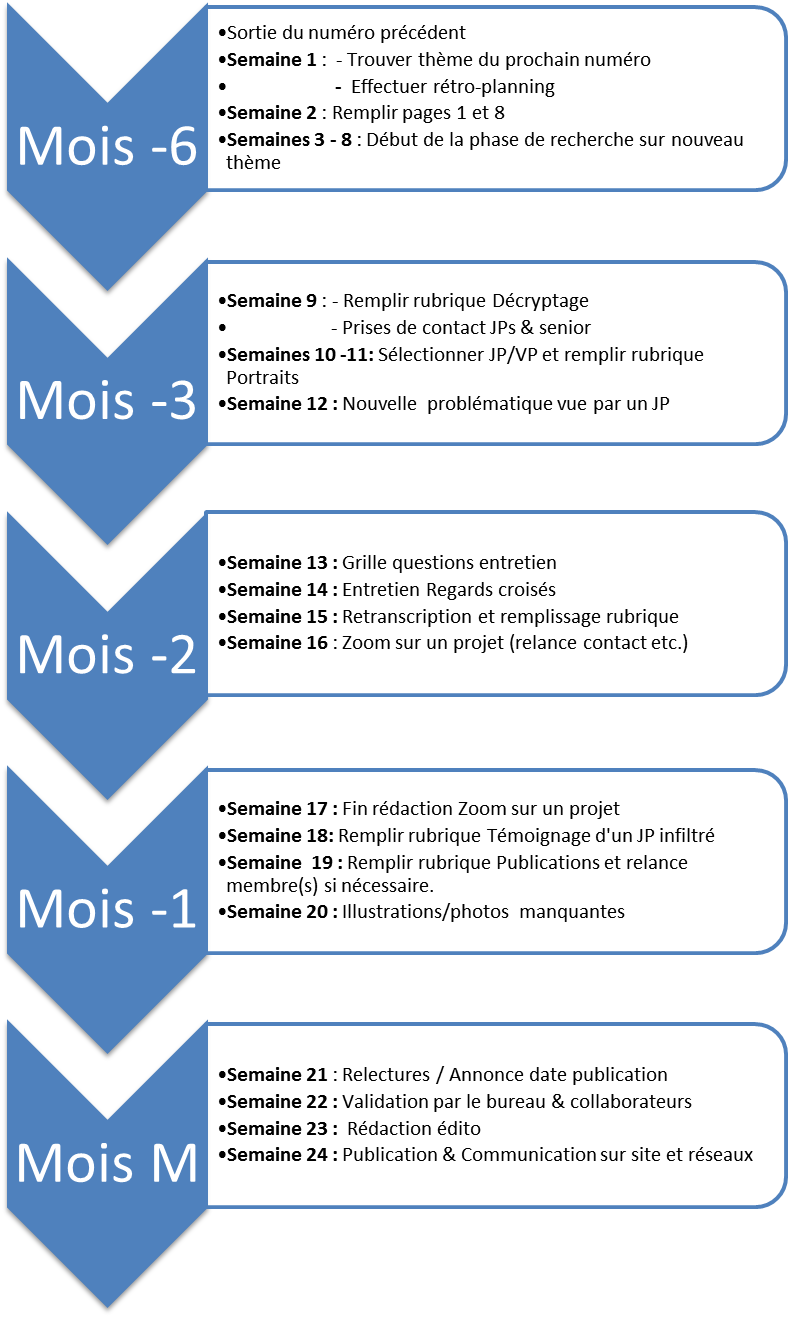 Mois -6
•Sortie du numéro précédent
•Semaine 1 :  - Trouver thème du prochain numéro
•                    -  Effectuer rétro-planning
•Semaine 2 : Remplir pages 1 et 8
•Semaines 3 - 8 : Début de la phase de recherche sur nouveau
thème
Mois -3
•Semaine 9 : - Remplir rubrique Décryptage
•                    - Prises de contact JPs & senior
•Semaines 10 -11: Sélectionner JP/VP et remplir rubrique
Portraits
•Semaine 12 : Nouvelle  problématique vue par un JP
Mois -2
•Semaine 13 : Grille questions entretien
•Semaine 14 : Entretien Regards croisés
•Semaine 15 : Retranscription et remplissage rubrique
•Semaine 16 : Zoom sur un projet (relance contact etc.)
Mois -1
•Semaine 17 : Fin rédaction Zoom sur un projet
•Semaine 18: Remplir rubrique Témoignage d'un JP infiltré
•Semaine  19 : Remplir rubrique Publications et relance
membre(s) si nécessaire.
•Semaine 20 : Illustrations/photos  manquantes
Mois M
•Semaine 21 : Relectures / Annonce date publication
•Semaine 22 : Validation par le bureau & collaborateurs
•Semaine 23 :  Rédaction édito
•Semaine 24 : Publication & Communication sur site et réseaux